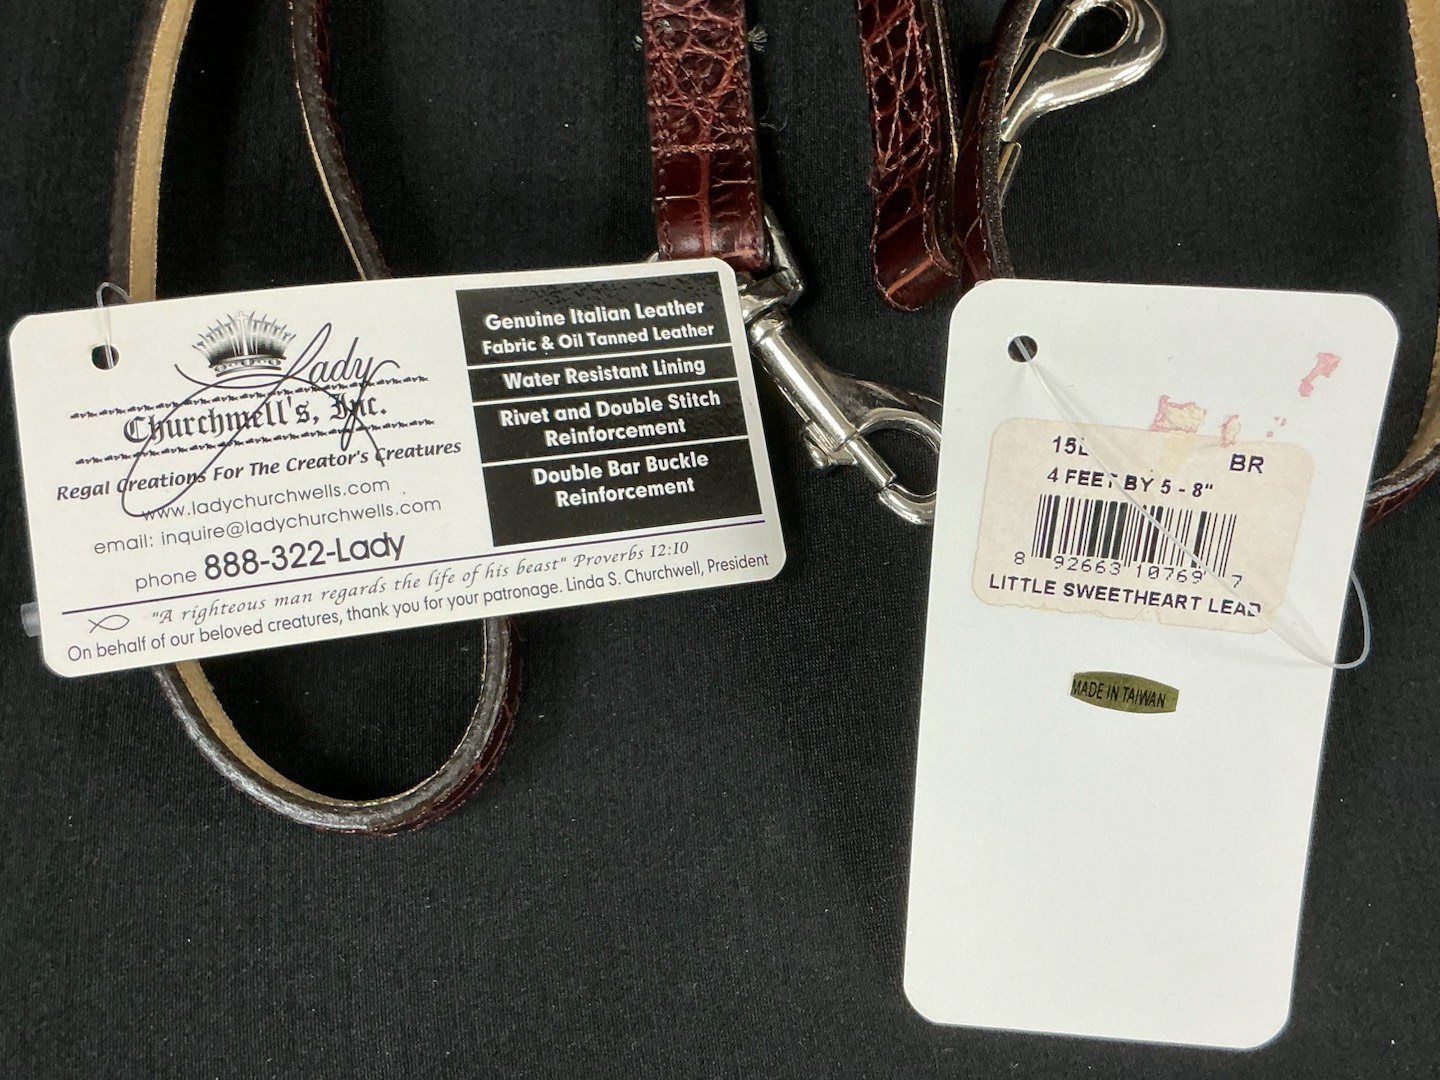 Lady
Churchwell's, Inc.
Regal Creations For The Creator's Creatures
www.ladychurchwells.com
email: inquire@ladychurchwells.com
phone 888-322-Lady
Genuine Italian Leather
Fabric & Oil Tanned Leather
Water Resistant Lining
Rivet and Double Stitch
Reinforcement
Double Bar Buckle
Reinforcement
"A righteous man regards the life of his beast" Proverbs 12:10
On behalf of our beloved creatures, thank you for your patronage. Linda S. Churchwell, President
BR
4 FEET BY 5 - 8"
8 92663 10769 7
LITTLE SWEETHEART LEAD
MADE IN TAIWAN